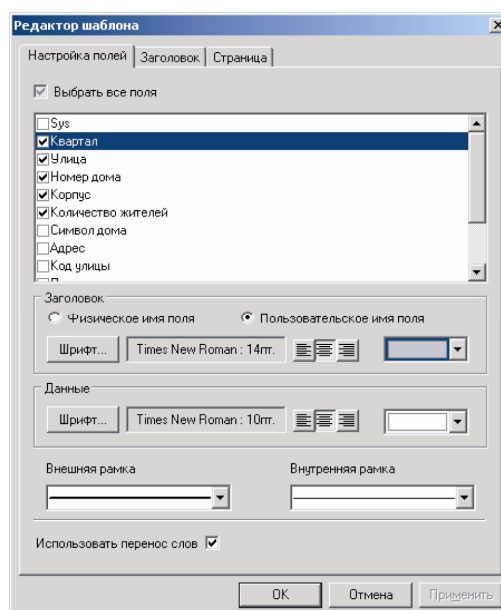 Редактор шаблона
Настройка полей Заголовок Страница
Выбрать все поля
Sys
Квартал
Улица
Номер дома
Корпус
Количество жителей
Символ дома
Адрес
Код улицы
Заголовок
Физическое имя поля Пользовательское имя поля
Шрифт... Times New Roman : 14пт.
Данные
Шрифт... Times New Roman : 10пт.
Внешняя рамка Внутренняя рамка
Использовать перенос слов
OK Отмена Применить